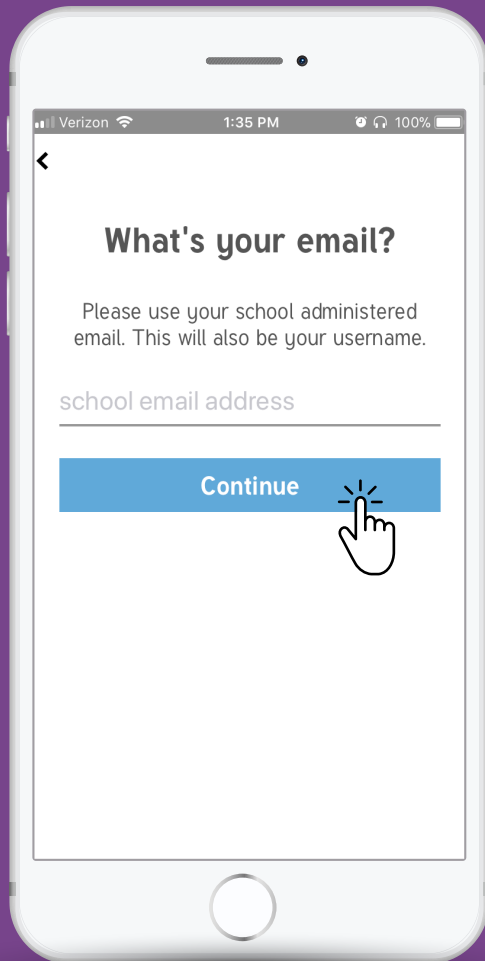 Verizon 1:35 PM 100%
What's your email?
Please use your school administered
email. This will also be your username.
school email address
Continue